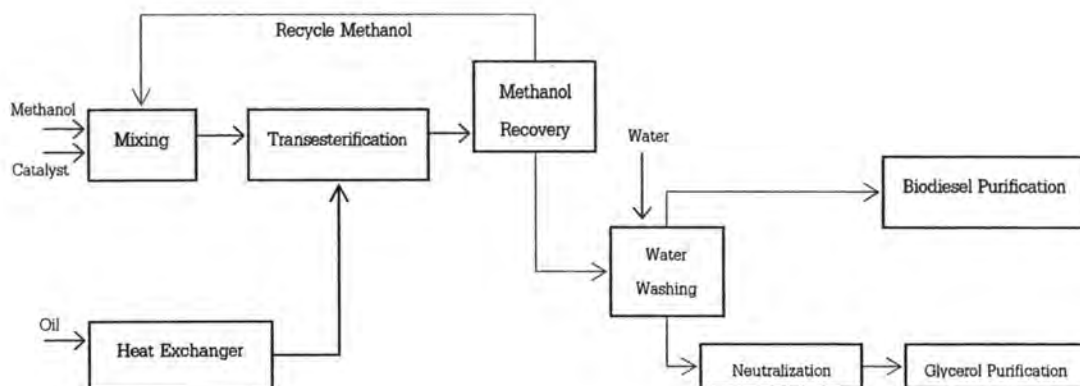 Recycle Methanol
Methanol
Catalyst
Mixing
Transesterification
Methanol
Recovery
Water
Biodiesel Purification
Water
Washing
Oil
Heat Exchanger
Neutralization
Glycerol Purification